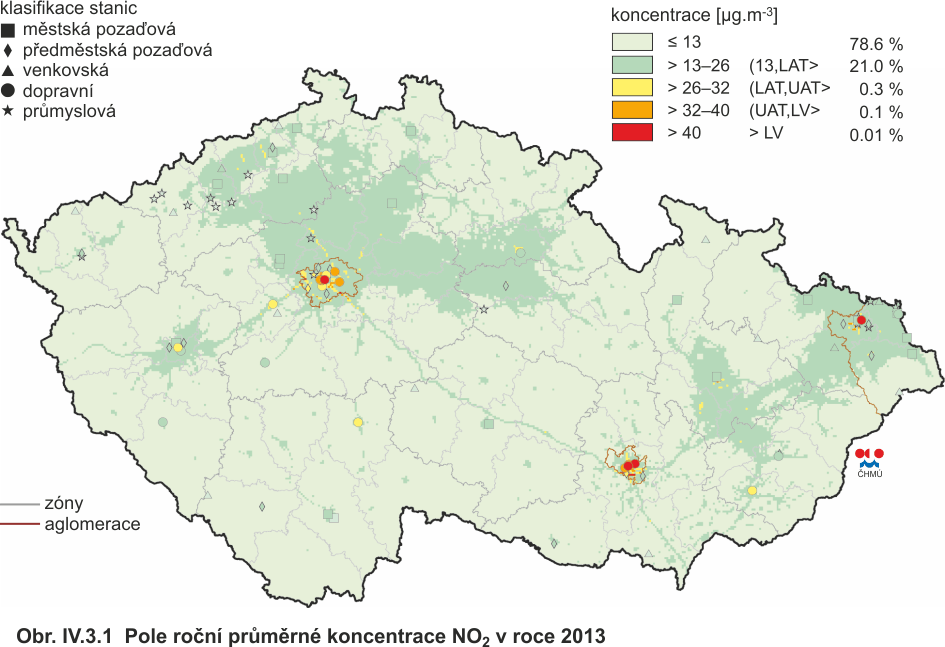 klasifikace stanic
městská pozaďová
předměstská pozaďová
venkovská
dopravní
průmyslová
koncentrace [µg.m-³]
≤ 13 78.6 %
> 13–26 (13,LAT> 21.0 %
> 26–32 (LAT,UAT> 0.3 %
> 32–40 (UAT,LV> 0.1 %
> 40 > LV 0.01 %
ČHMÚ
zóny
aglomerace
Obr. IV.3.1 Pole roční průměrné koncentrace NO₂ v roce 2013